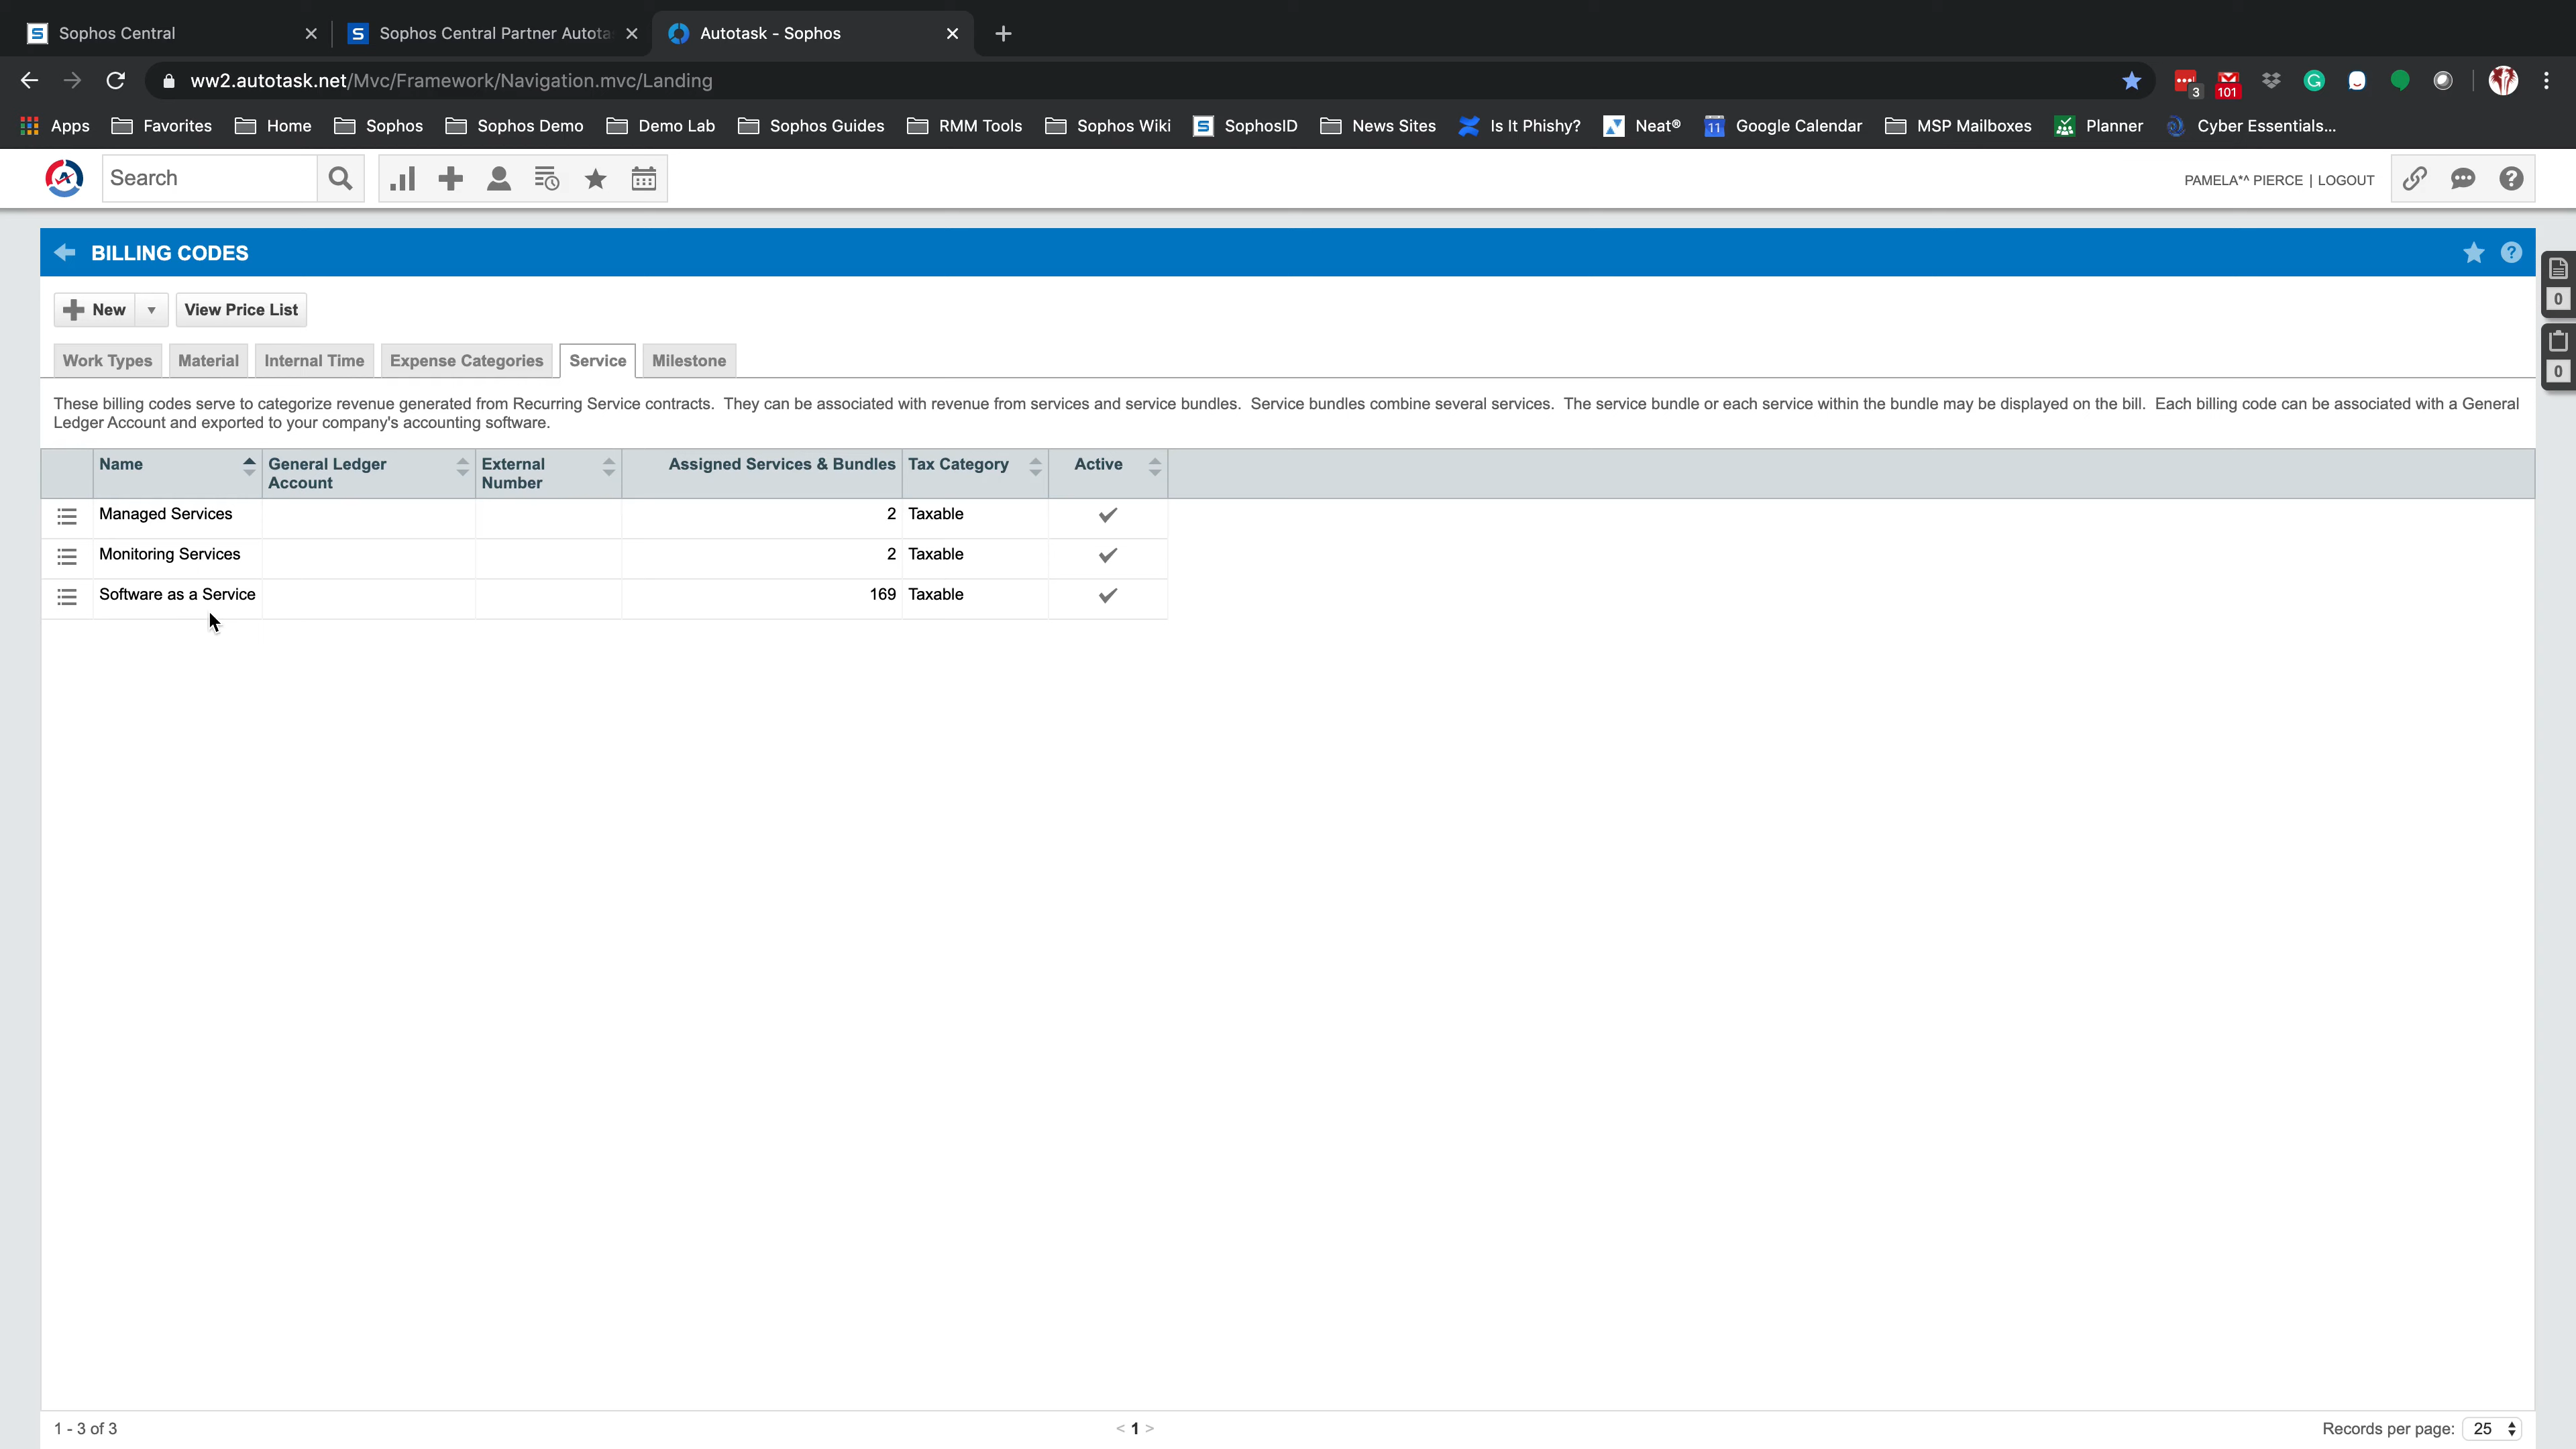 Sophos Central
Sophos Central Partner Autota
Autotask - Sophos
ww2.autotask.net/Mvc/Framework/Navigation.mvc/Landing
3
101
Apps
Favorites
Home
Sophos
Sophos Demo
Demo Lab
Sophos Guides
RMM Tools
Sophos Wiki
SophosID
News Sites
Is It Phishy?
Neat®
11
Google Calendar
MSP Mailboxes
Planner
Cyber Essentials...
Search
PAMELA*^ PIERCE | LOGOUT
BILLING CODES
0
0
New
View Price List
Work Types
Material
Internal Time
Expense Categories
Service
Milestone
These billing codes serve to categorize revenue generated from Recurring Service contracts. They can be associated with revenue from services and service bundles. Service bundles combine several services. The service bundle or each service within the bundle may be displayed on the bill. Each billing code can be associated with a General
Ledger Account and exported to your company's accounting software.
Name
General Ledger
Account
External
Number
Assigned Services & Bundles
Tax Category
Active
Managed Services 2 Taxable
Monitoring Services 2 Taxable
Software as a Service 169 Taxable
1 - 3 of 3
< 1 >
Records per page: 25